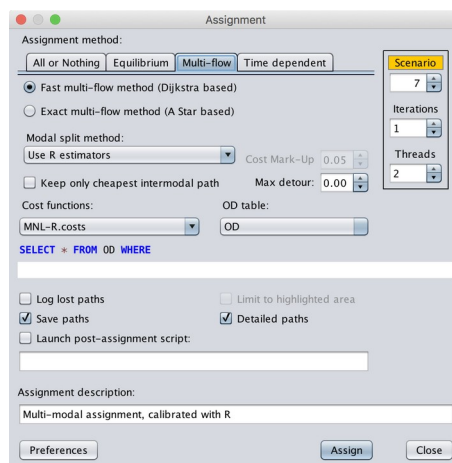 Assignment
Assignment method:
All or Nothing Equilibrium Multi-flow Time dependent
Scenario
7
Fast multi-flow method (Dijkstra based)
Exact multi-flow method (A Star based)
Iterations
1
Modal split method:
Use R estimators
Cost Mark-Up 0.05
Threads
2
Keep only cheapest intermodal path
Max detour: 0.00
Cost functions:
OD table:
MNL-R.costs
OD
SELECT * FROM OD WHERE
Log lost paths
Limit to highlighted area
Save paths
Detailed paths
Launch post-assignment script:
Assignment description:
Multi-modal assignment, calibrated with R
Preferences
Assign
Close